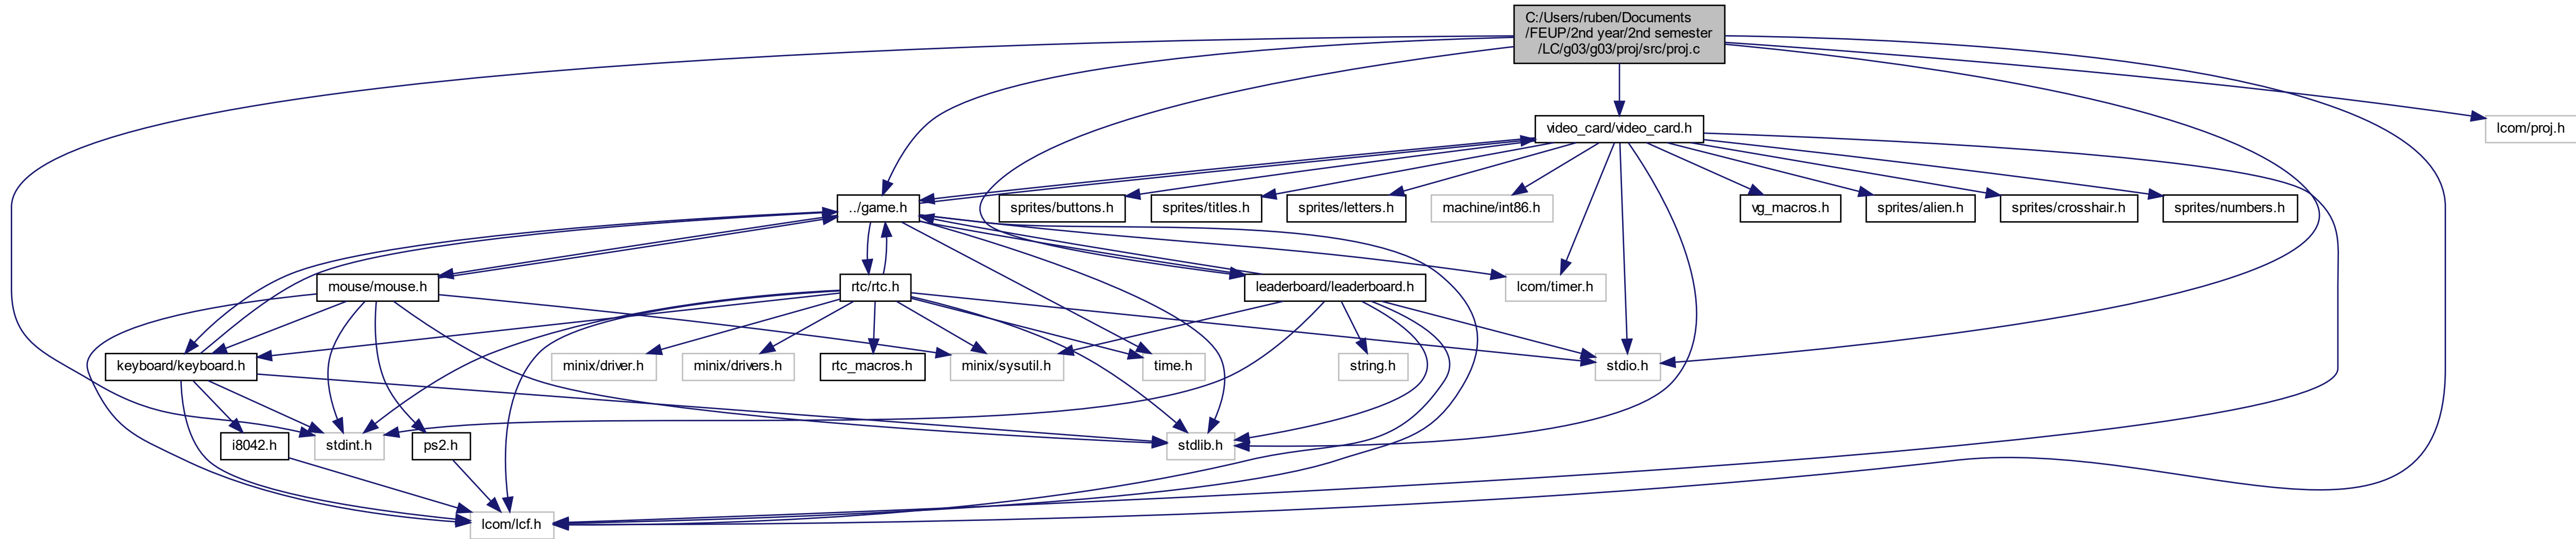 C:/Users/ruben/Documents
/FEUP/2nd year/2nd semester
/LC/g03/g03/proj/src/proj.c
video_card/video_card.h
lcom/proj.h
../game.h
sprites/buttons.h
sprites/titles.h
sprites/letters.h
machine/int86.h
vg_macros.h
sprites/alien.h
sprites/crosshair.h
sprites/numbers.h
mouse/mouse.h
rtc/rtc.h
leaderboard/leaderboard.h
lcom/timer.h
keyboard/keyboard.h
minix/driver.h
minix/drivers.h
rtc_macros.h
minix/sysutil.h
time.h
string.h
stdio.h
i8042.h
stdint.h
ps2.h
stdlib.h
lcom/lcf.h